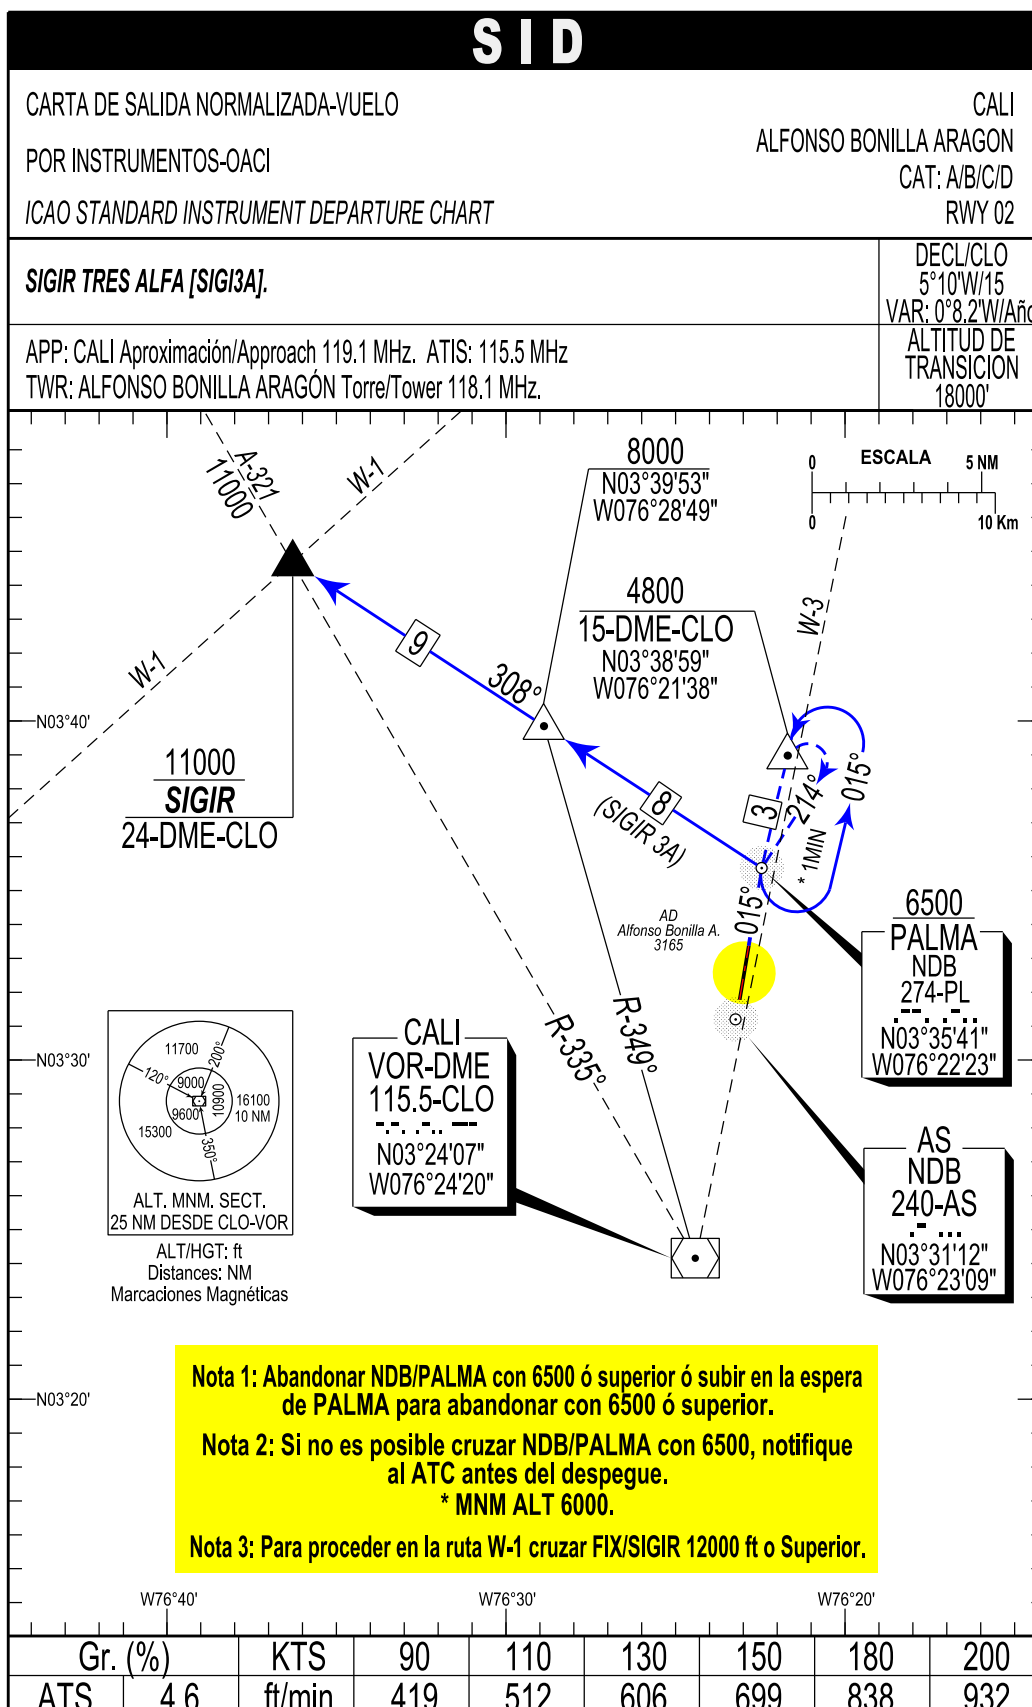 SID
CARTA DE SALIDA NORMALIZADA-VUELO
POR INSTRUMENTOS-OACI
ICAO STANDARD INSTRUMENT DEPARTURE CHART
CALI
ALFONSO BONILLA ARAGON
CAT: A/B/C/D
RWY 02
SIGIR TRES ALFA [SIGI3A].
DECL/CLO
5°10'W/15
VAR: 0°8.2'W/Año
APP: CALI Aproximación/Approach 119.1 MHz. ATIS: 115.5 MHz
TWR: ALFONSO BONILLA ARAGÓN Torre/Tower 118.1 MHz.
ALTITUD DE
TRANSICION
18000'
A-321
11000
W-1
8000
N03°39'53"
W076°28'49"
0 ESCALA 5 NM
0 10 Km
4800
15-DME-CLO
N03°38'59"
W076°21'38"
W-3
W-1
9
308°
N03°40'
11000
SIGIR
24-DME-CLO
8
(SIGIR 3A)
3
214°
015°
* 1MIN
015°
AD
Alfonso Bonilla A.
3165
6500
PALMA
NDB
274-PL
N03°35'41"
W076°22'23"
R-335°
R-349°
CALI
VOR-DME
115.5-CLO
N03°24'07"
W076°24'20"
N03°30'
AS
NDB
240-AS
N03°31'12"
W076°23'09"
11700
200°
120°
9000
10900
16100
10 NM
9600
15300
350°
ALT. MNM. SECT.
25 NM DESDE CLO-VOR
ALT/HGT: ft
Distances: NM
Marcaciones Magnéticas
N03°20'
Nota 1: Abandonar NDB/PALMA con 6500 ó superior ó subir en la espera
de PALMA para abandonar con 6500 ó superior.
Nota 2: Si no es posible cruzar NDB/PALMA con 6500, notifique
al ATC antes del despegue.
* MNM ALT 6000.
Nota 3: Para proceder en la ruta W-1 cruzar FIX/SIGIR 12000 ft o Superior.
W76°40' W76°30' W76°20'
Gr. (%) KTS 90 110 130 150 180 200
ATS 4.6 ft/min 419 512 606 699 838 932